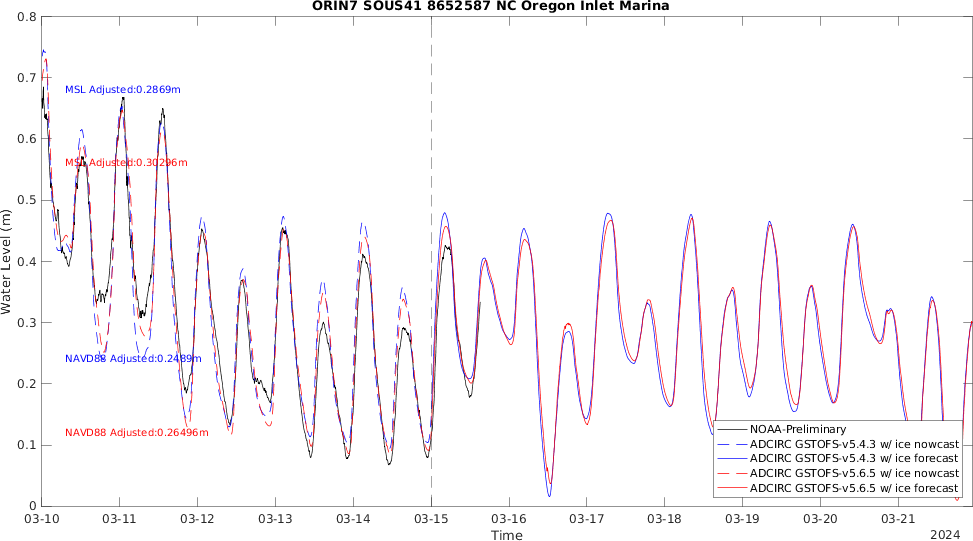 ORIN7 SOUS41 8652587 NC Oregon Inlet Marina
0.8
0.7
0.6
0.5
0.4
0.3
0.2
0.1
0
Water Level (m)
MSL Adjusted:0.2869m
MSL Adjusted:0.30296m
NAVD88 Adjusted:0.2489m
NAVD88 Adjusted:0.26496m
NOAA-Preliminary
ADCIRC GSTOFS-v5.4.3 w/ ice nowcast
ADCIRC GSTOFS-v5.4.3 w/ ice forecast
ADCIRC GSTOFS-v5.6.5 w/ ice nowcast
ADCIRC GSTOFS-v5.6.5 w/ ice forecast
03-10 03-11 03-12 03-13 03-14 03-15 03-16 03-17 03-18 03-19 03-20 03-21
Time
2024